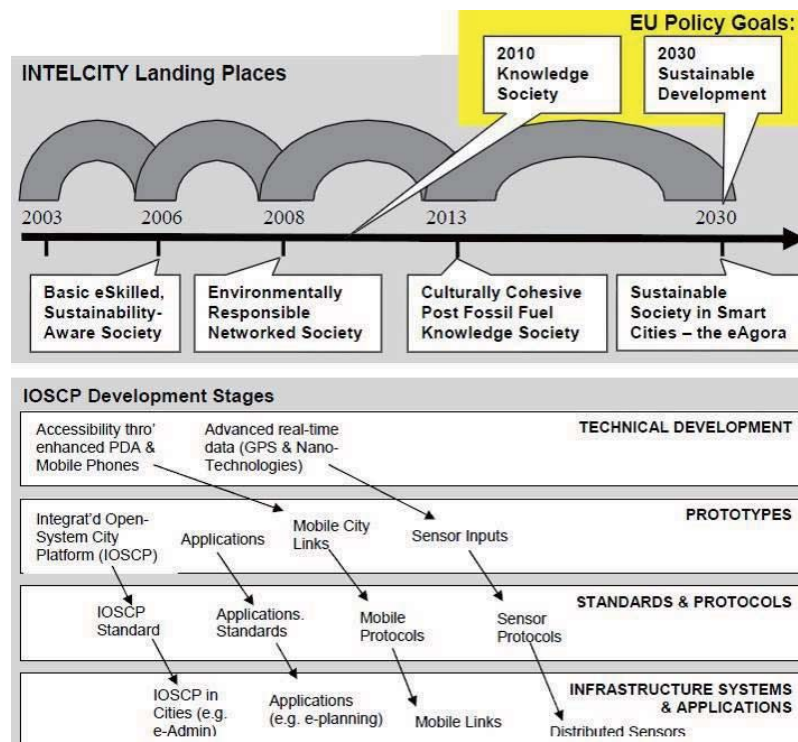 EU Policy Goals:
INTELCITY Landing Places
2010
Knowledge
Society
2030
Sustainable
Development
2003
2006
2008
2013
2030
Basic eSkilled,
Sustainability-
Aware Society
Environmentally
Responsible
Networked Society
Culturally Cohesive
Post Fossil Fuel
Knowledge Society
Sustainable
Society in Smart
Cities – the eAgora
IOSCP Development Stages
TECHNICAL DEVELOPMENT
Accessibility thro'
enhanced PDA &
Mobile Phones
Advanced real-time
data (GPS & Nano-
Technologies)
PROTOTYPES
Integrat'd Open-
System City
Platform (IOSCP)
Applications
Mobile City
Links
Sensor Inputs
STANDARDS & PROTOCOLS
IOSCP
Standard
Applications.
Standards
Mobile
Protocols
Sensor
Protocols
INFRASTRUCTURE SYSTEMS
& APPLICATIONS
IOSCP in
Cities (e.g.
e-Admin)
Applications
(e.g. e-planning)
Mobile Links
Distributed Sensors